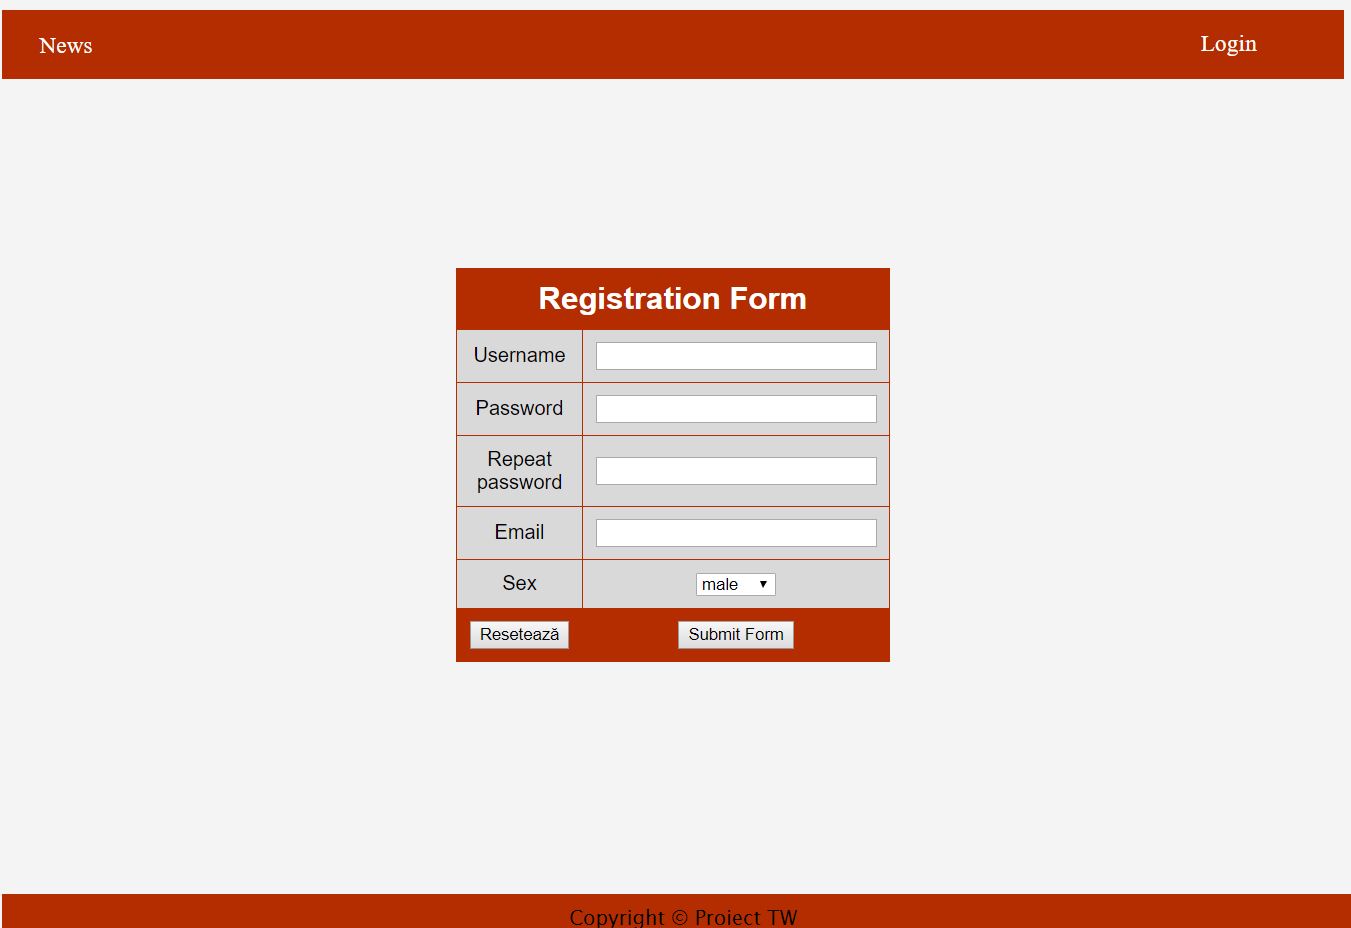 News
Login
Registration Form
Username
Password
Repeat
password
Email
Sex
male
Resetează
Submit Form
Copyright © Proiect TW